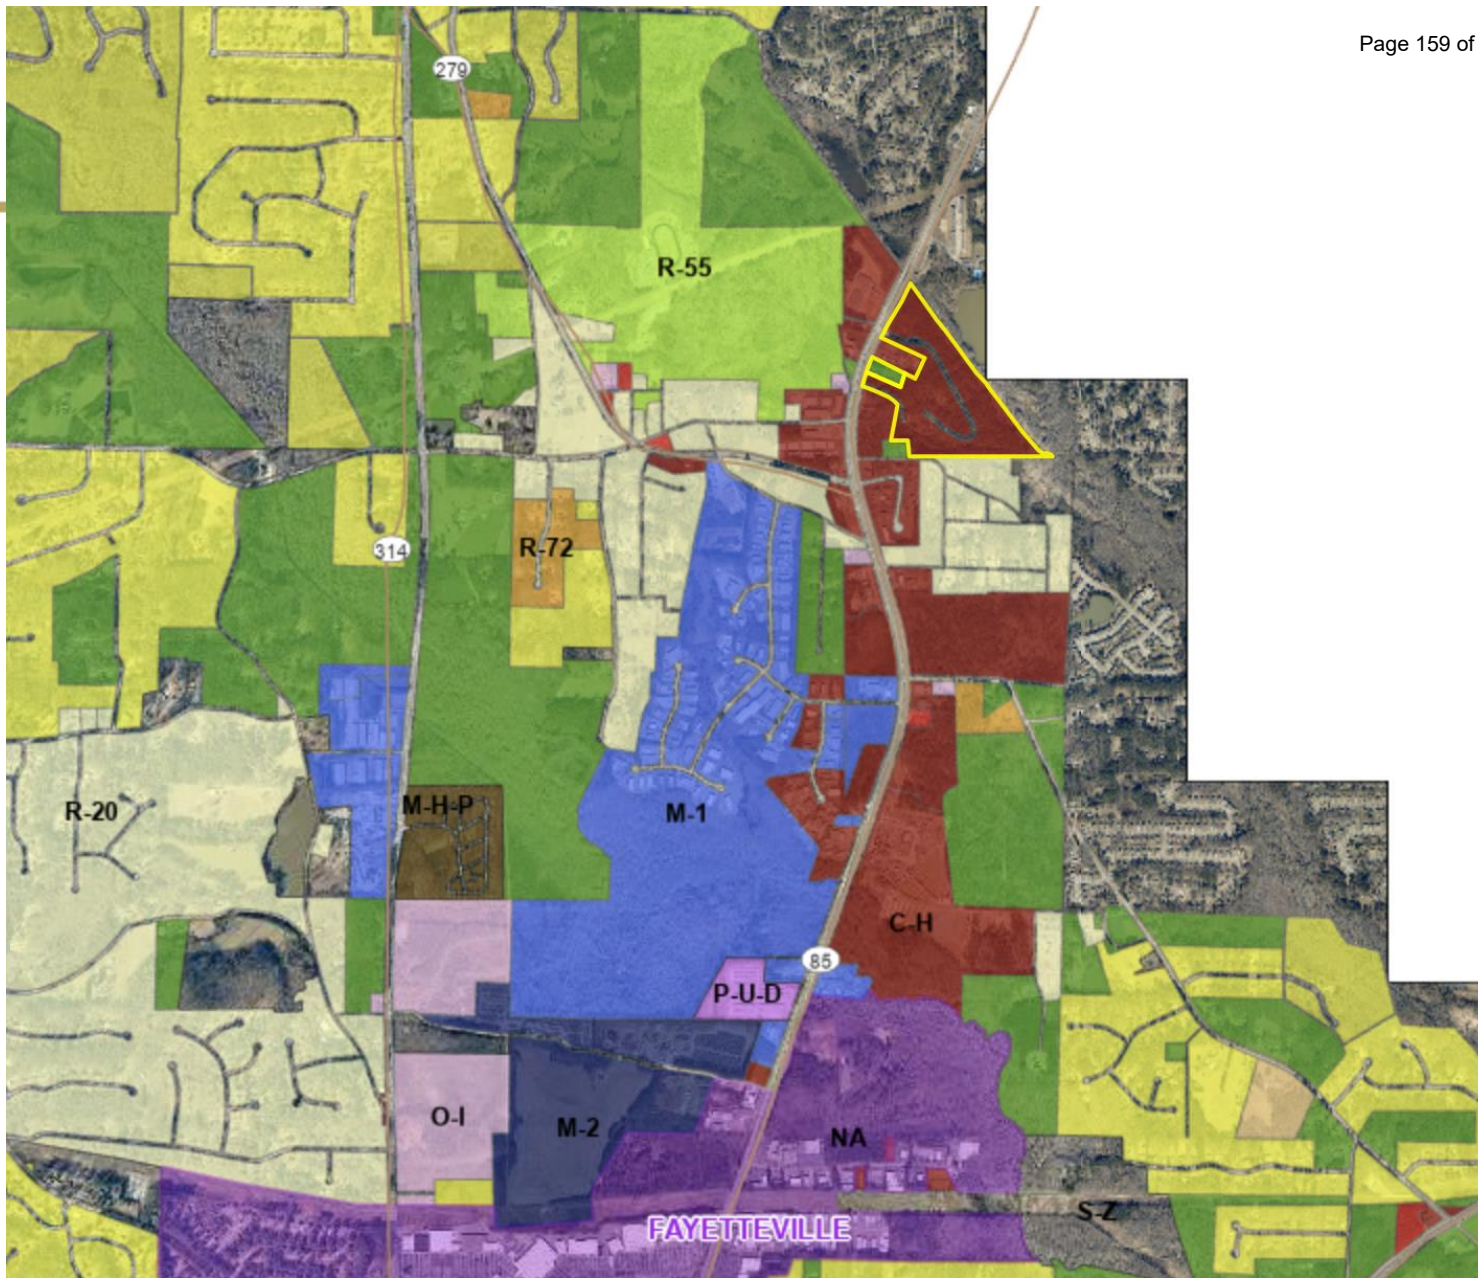 Page 159 of
279
R-55
314
R-72
R-20
M-H-P
M-1
C-H
85
P-U-D
O-I
M-2
NA
S-Z
FAYETTEVILLE